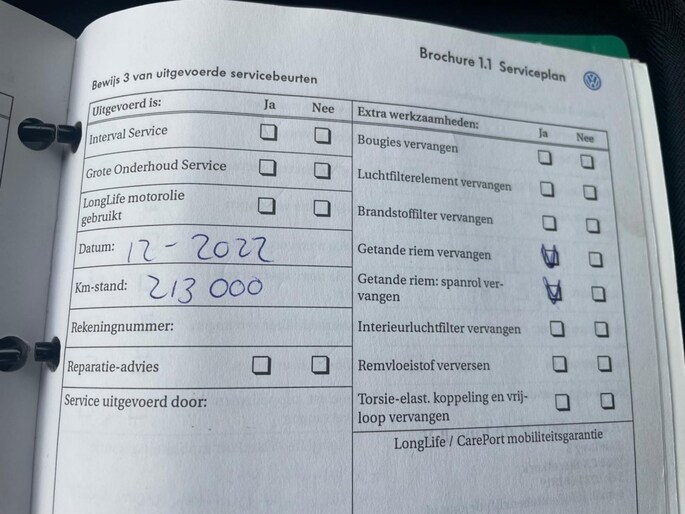 Brochure 1.1 Serviceplan
Bewijs 3 van uitgevoerde servicebeurten
Uitgevoerd is: Ja Nee
Interval Service
Grote Onderhoud Service
LongLife motorolie
gebruikt
Datum: 12 - 2022
Km-stand: 213 000
Rekeningnummer:
Reparatie-advies
Service uitgevoerd door:
Extra werkzaamheden: Ja Nee
Bougies vervangen
Luchtfilterelement vervangen
Brandstoffilter vervangen
Getande riem vervangen
Getande riem: spanrol ver-
vangen
Interieurluchtfilter vervangen
Remvloeistof verversen
Torsie-elast. koppeling en vrij-
loop vervangen
LongLife / CarePort mobiliteitsgarantie